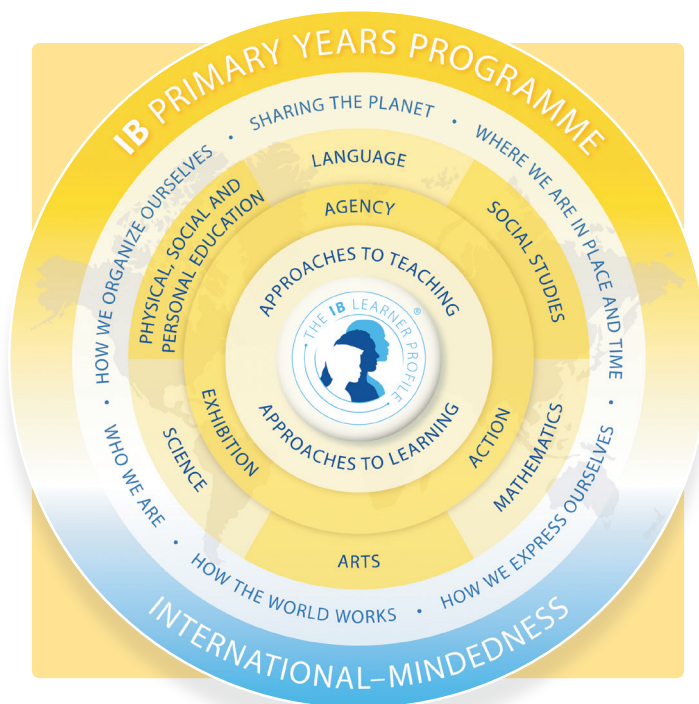 IB PRIMARY YEARS PROGRAMME
SHARING THE PLANET
•
WHERE WE ARE IN PLACE AND TIME
•
HOW WE EXPRESS OURSELVES
•
HOW THE WORLD WORKS
•
WHO WE ARE
•
HOW WE ORGANIZE OURSELVES
•
LANGUAGE
SOCIAL STUDIES
MATHEMATICS
ARTS
SCIENCE
PHYSICAL, SOCIAL AND
PERSONAL EDUCATION
AGENCY
ACTION
EXHIBITION
APPROACHES TO TEACHING
THE IB LEARNER PROFILE
®
APPROACHES TO LEARNING
INTERNATIONAL–MINDEDNESS